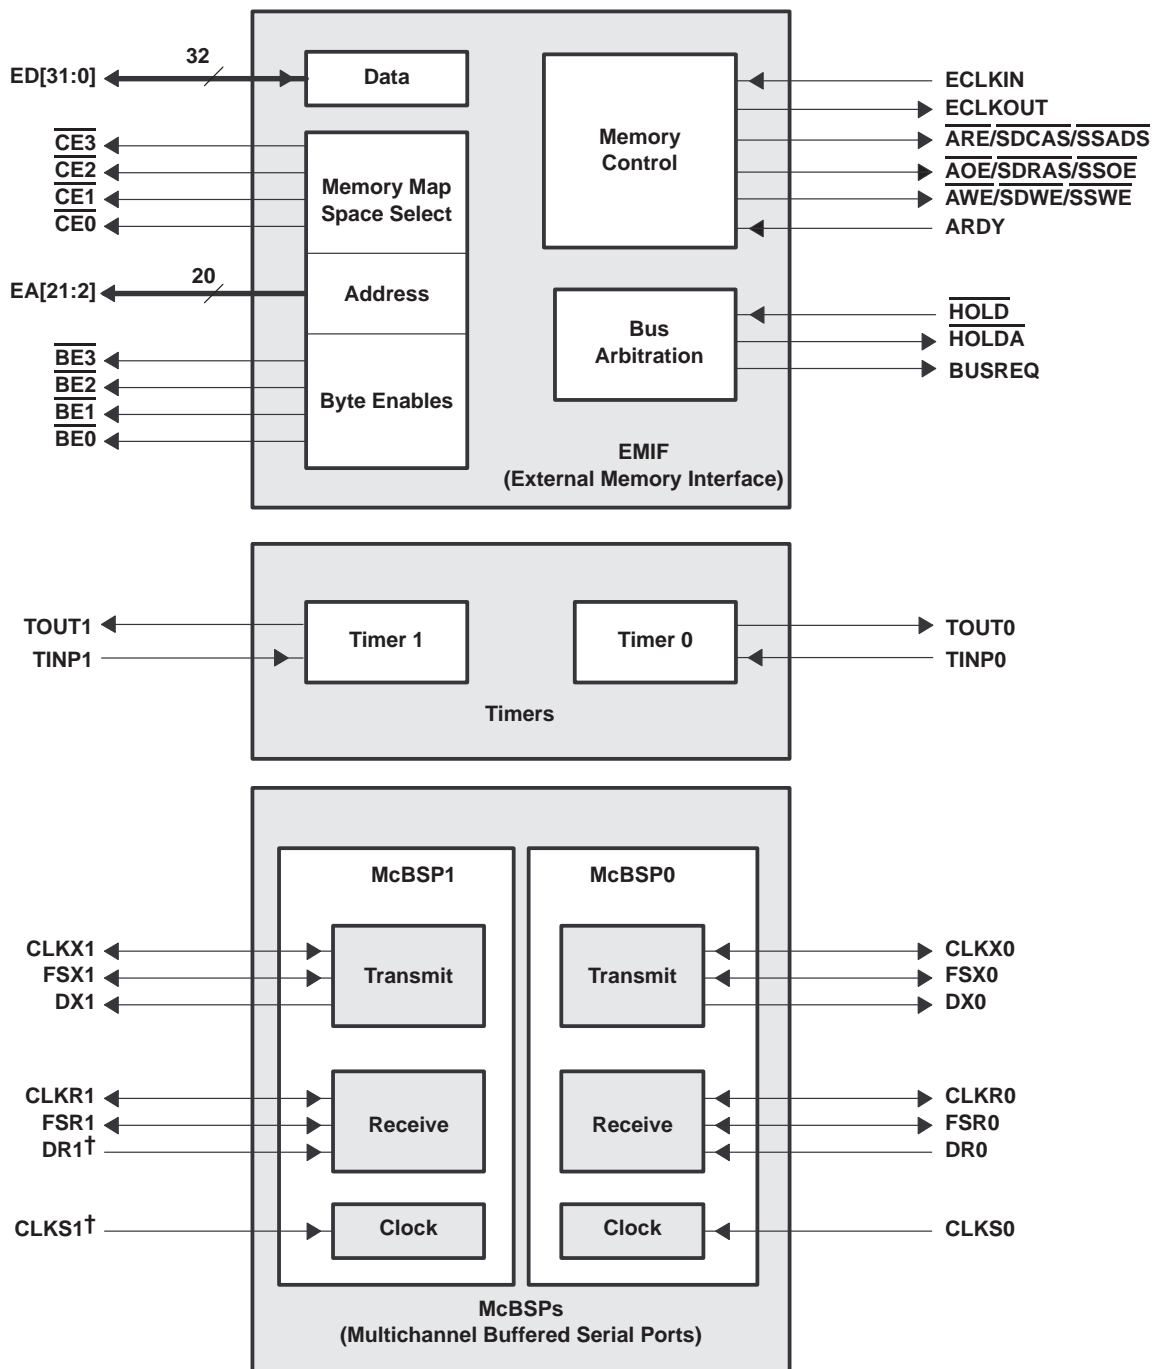 32
ED[31:0]
Data
CE3
CE2
CE1
CE0
Memory Map
Space Select
20
EA[21:2]
Address
BE3
BE2
BE1
BE0
Byte Enables
Memory
Control
ECLKIN
ECLKOUT
ARE/SDCAS/SSADS
AOE/SDRAS/SSOE
AWE/SDWE/SSWE
ARDY
Bus
Arbitration
HOLD
HOLDA
BUSREQ
EMIF
(External Memory Interface)
TOUT1
TINP1
Timer 1
Timer 0
TOUT0
TINP0
Timers
McBSP1
McBSP0
CLKX1
FSX1
DX1
Transmit
Transmit
CLKX0
FSX0
DX0
CLKR1
FSR1
DR1†
Receive
Receive
CLKR0
FSR0
DR0
CLKS1†
Clock
Clock
CLKS0
McBSPs
(Multichannel Buffered Serial Ports)